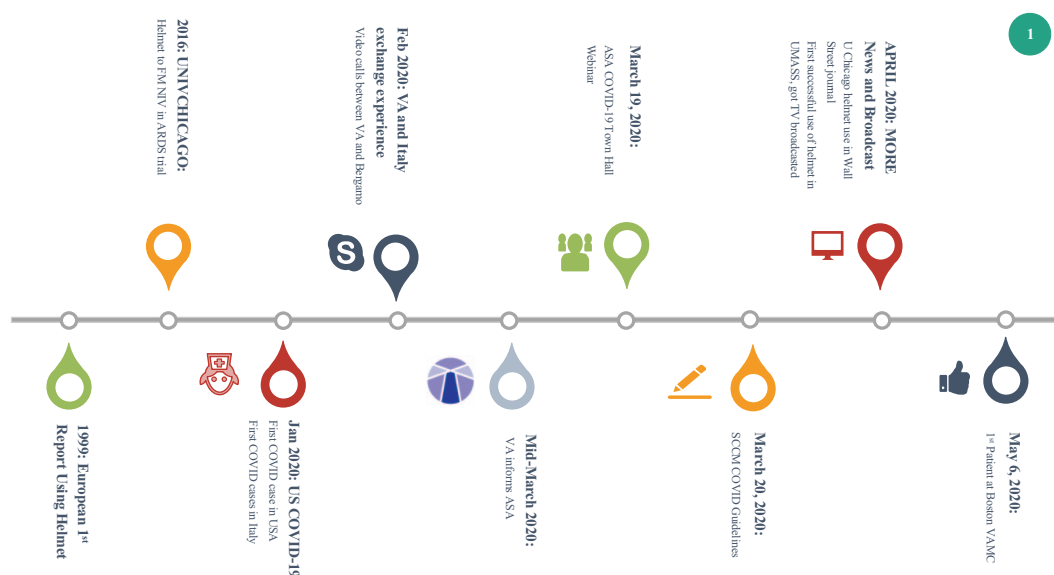 1
1999: European 1st
Report Using Helmet
2016: UNIVCHICAGO:
Helmet to FM NIV in ARDS trial
Jan 2020: US COVID-19
First COVID case in USA
First COVID cases in Italy
Feb 2020: VA and Italy
exchange experience
Video calls between VA and Bergamo
S
Mid-March 2020:
VA informs ASA
March 19, 2020:
ASA COVID-19 Town Hall
Webinar
March 20, 2020:
SCCM COVID Guidelines
APRIL 2020: MORE
News and Broadcast
U Chicago helmet use in Wall
Street journal
First successful use of helmet in
UMASS, got TV broadcasted
May 6, 2020:
1st Patient at Boston VAMC